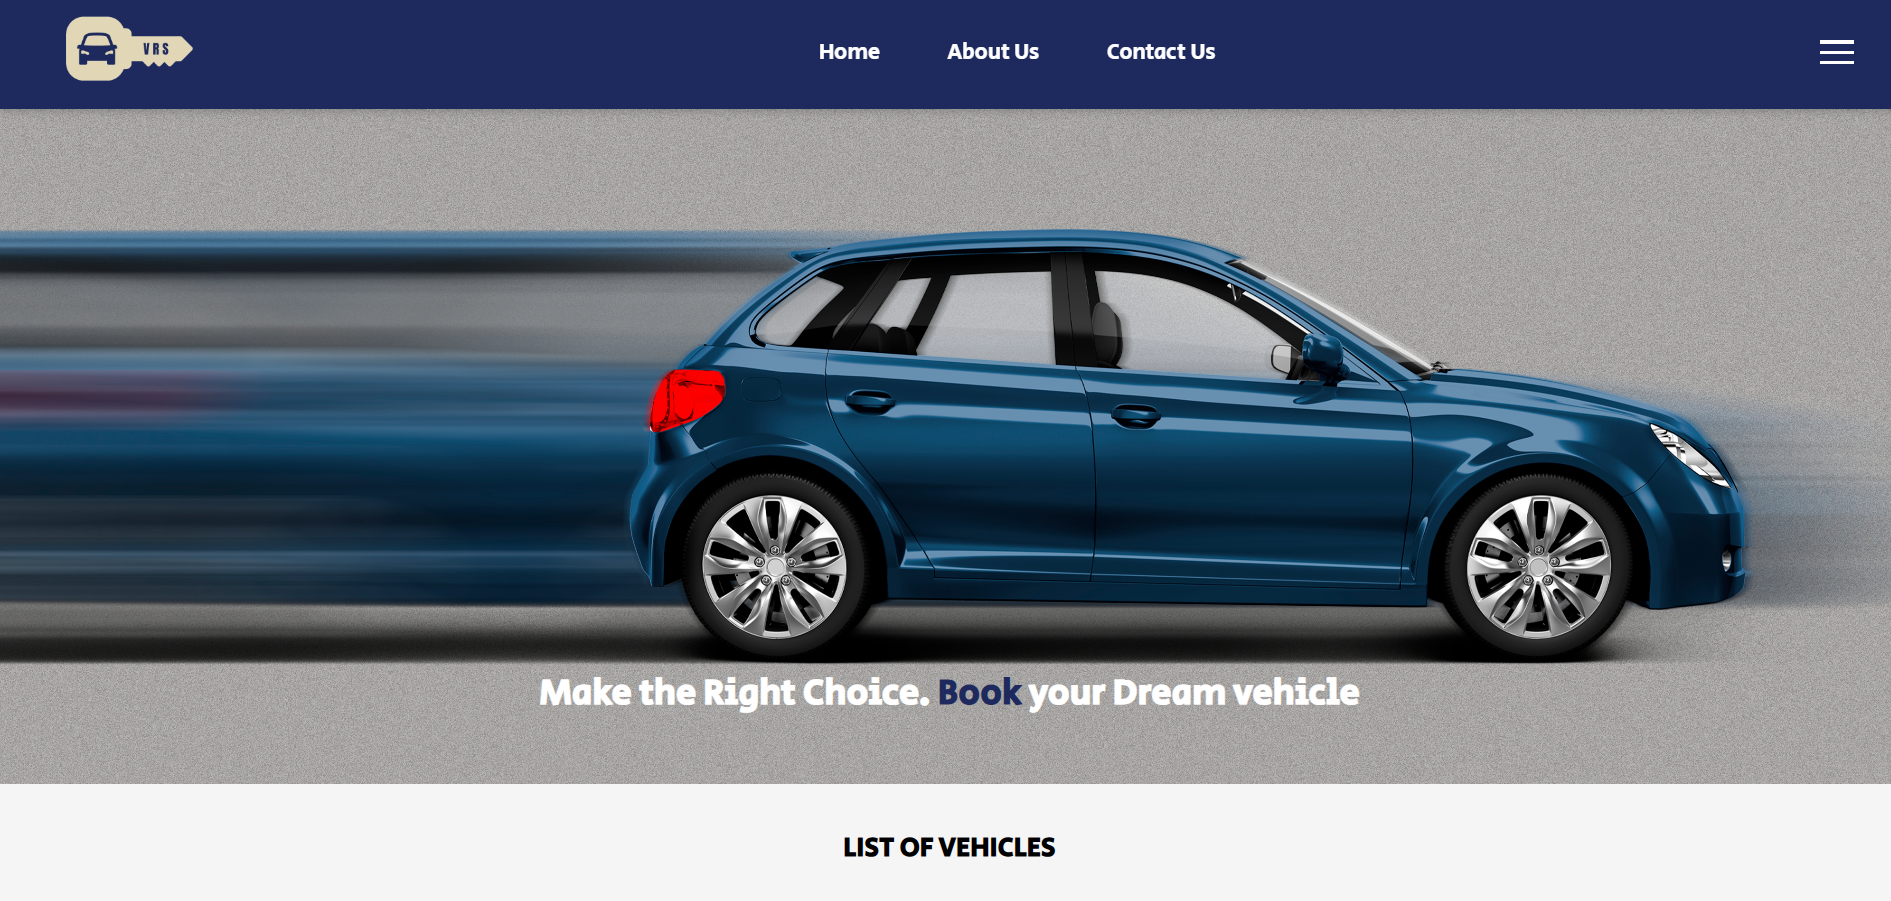 VRS
Home
About Us
Contact Us
Make the Right Choice. Book your Dream vehicle
LIST OF VEHICLES